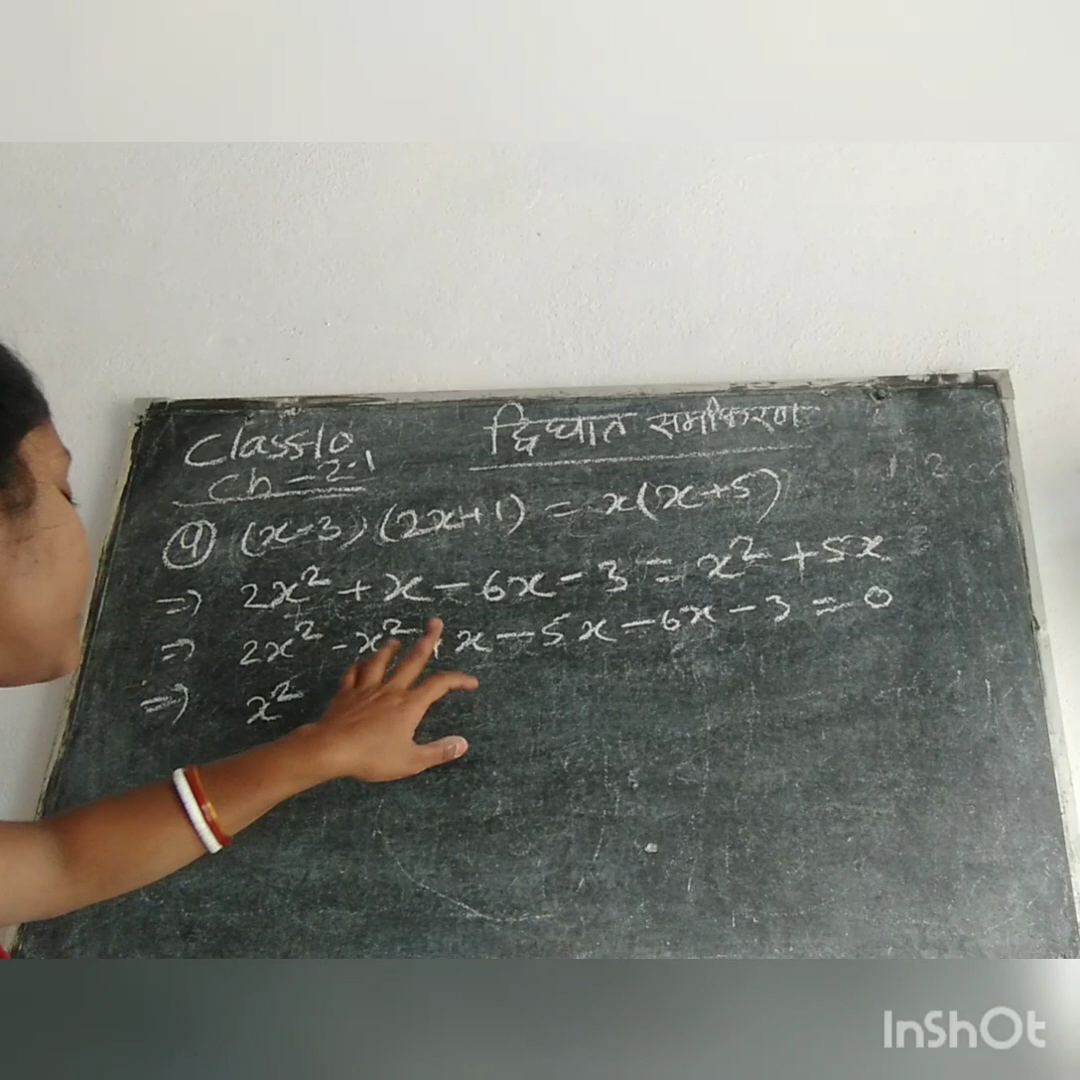 Class-10
Ch - 2.1
द्विघात समीकरण
(4) (x-3) (2x+1) = x(x+5)
=> 2x² + x - 6x - 3 = x² + 5x
=> 2x² - x² + x - 5x - 6x - 3 = 0
=> x²
InShOt